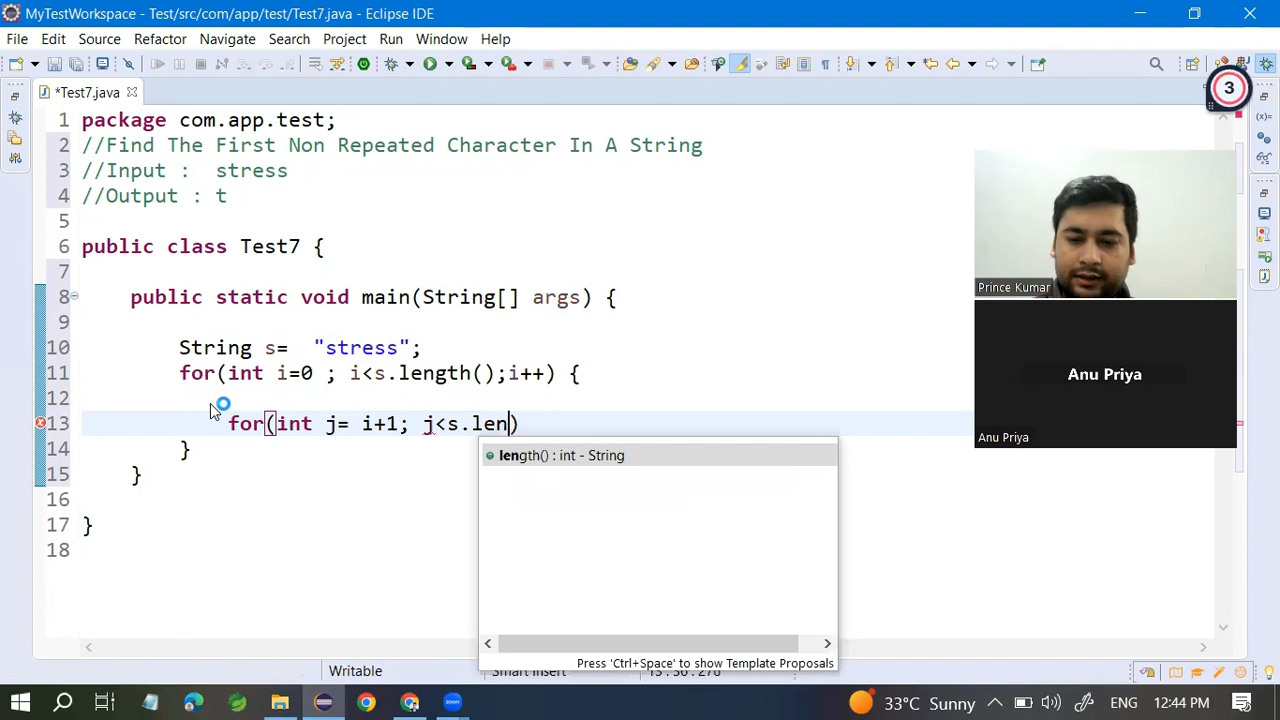 MyTestWorkspace - Test/src/com/app/test/Test7.java - Eclipse IDE
File Edit Source Refactor Navigate Search Project Run Window Help
*Test7.java
3
1 package com.app.test;
2 //Find The First Non Repeated Character In A String
3 //Input :  stress
4 //Output : t
5
6 public class Test7 {
7
8 public static void main(String[] args) {
9
10 String s=  "stress";
11 for(int i=0 ; i<s.length();i++) {
12
13 for(int j= i+1; j<s.len)
14 }
15 }
16
17 }
18
length() : int - String
Press 'Ctrl+Space' to show Template Proposals
Prince Kumar
Anu Priya
Anu Priya
Writable
33°C Sunny
ENG
12:44 PM